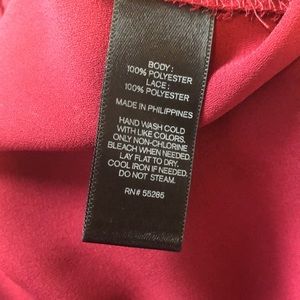 BODY:
100% POLYESTER
LACE:
100% POLYESTER
MADE IN PHILIPPINES
HAND WASH COLD
WITH LIKE COLORS.
ONLY NON-CHLORINE
BLEACH WHEN NEEDED.
LAY FLAT TO DRY.
COOL IRON IF NEEDED.
DO NOT STEAM.
RN# 55285